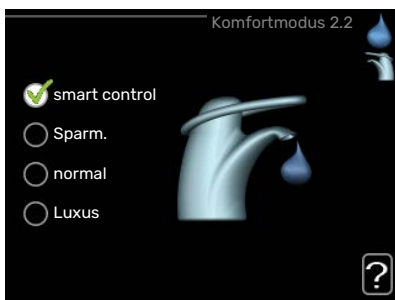 Komfortmodus 2.2
smart control
Sparm.
normal
Luxus
?